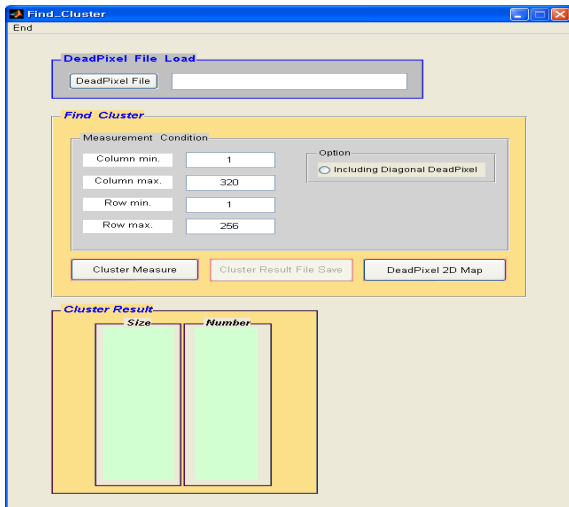 Find_Cluster
End
DeadPixel File Load
DeadPixel File
Find Cluster
Measurement Condition
Column min. 1
Column max. 320
Row min. 1
Row max. 256
Option
Including Diagonal DeadPixel
Cluster Measure
Cluster Result File Save
DeadPixel 2D Map
Cluster Result
Size
Number